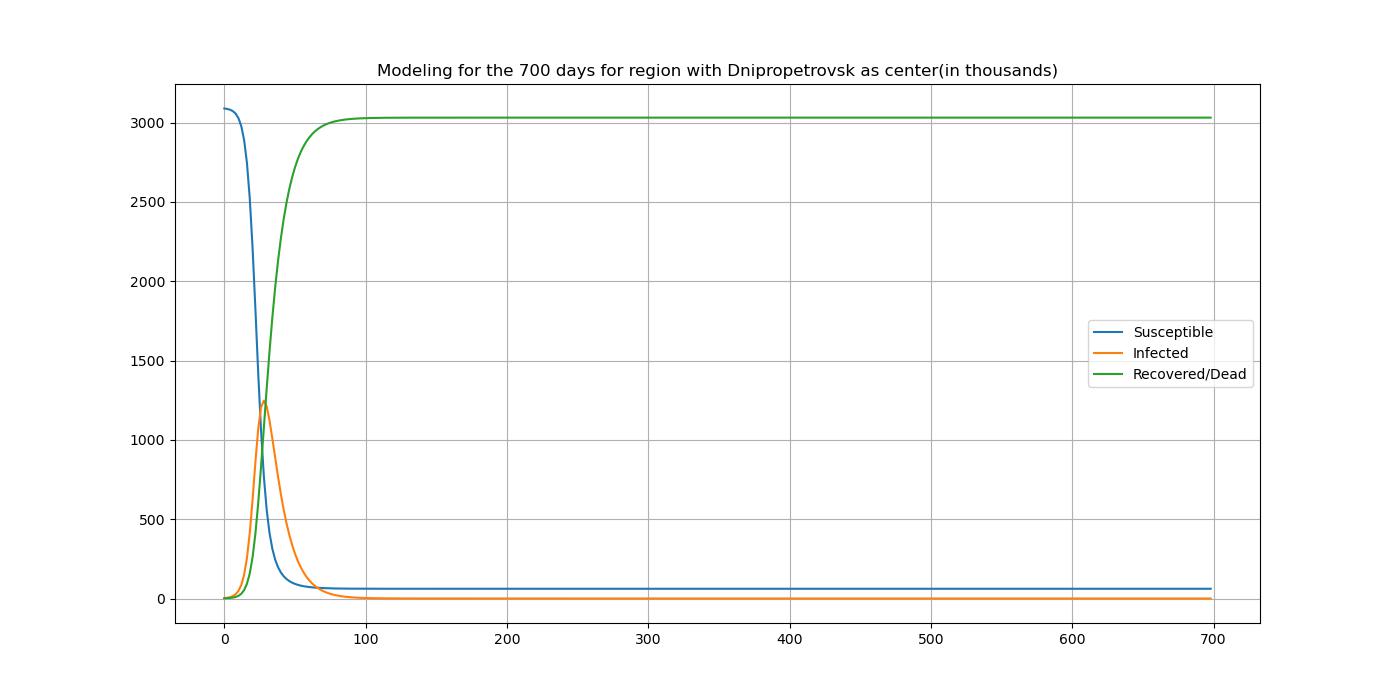 Modeling for the 700 days for region with Dnipropetrovsk as center(in thousands)
3000
2500
2000
1500
1000
500
0
Susceptible
Infected
Recovered/Dead
0 100 200 300 400 500 600 700